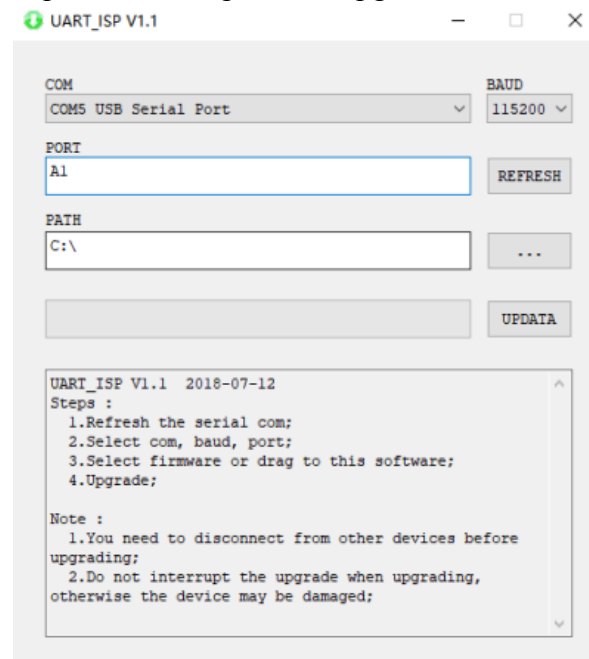 UART_ISP V1.1
COM
BAUD
COM5 USB Serial Port
115200
PORT
A1
REFRESH
PATH
C:\
...
UPDATA
UART_ISP V1.1  2018-07-12
Steps :
1.Refresh the serial com;
2.Select com, baud, port;
3.Select firmware or drag to this software;
4.Upgrade;
Note :
1.You need to disconnect from other devices before
upgrading;
2.Do not interrupt the upgrade when upgrading,
otherwise the device may be damaged;